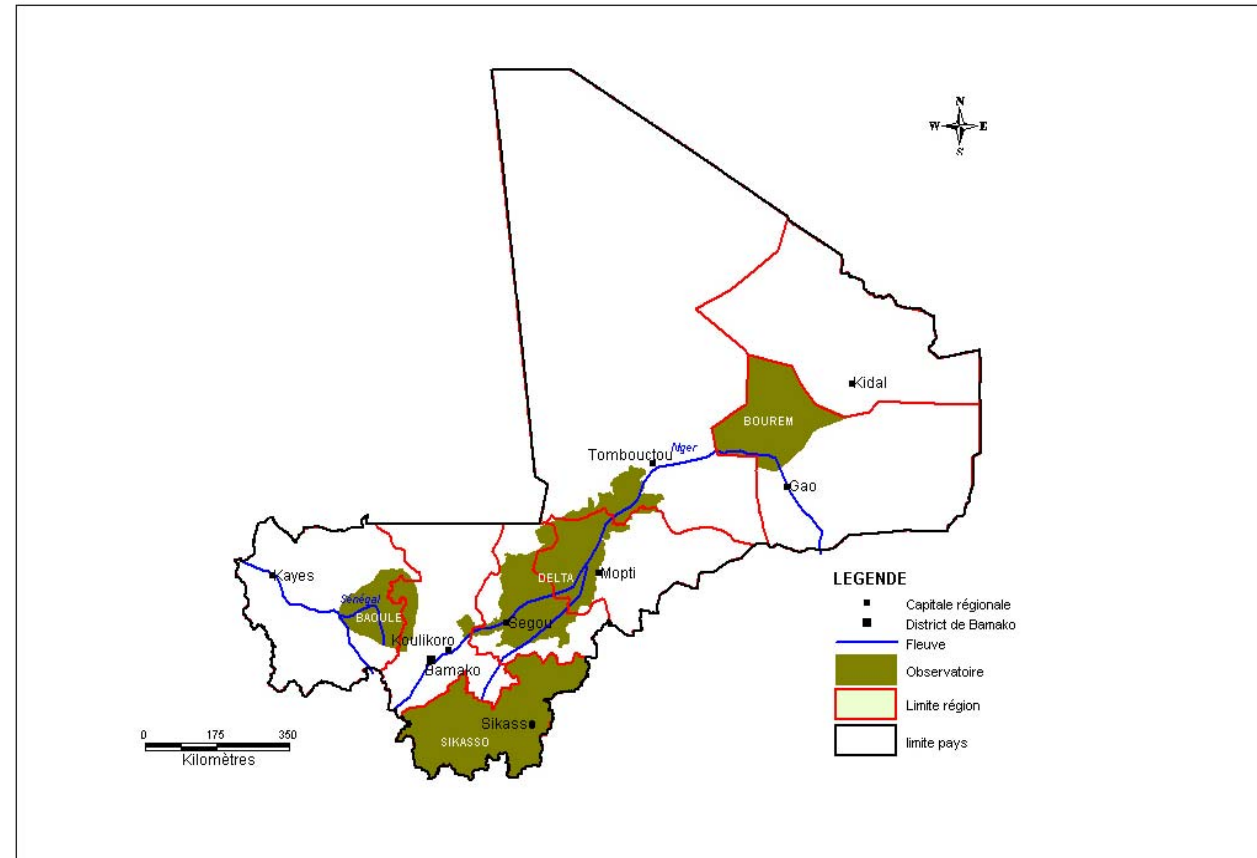 N
W E
S
Kidal
BOUREM
Niger
Tombouctou
Gao
Kayes
Sénégal
BAOULE
DELTA
Mopti
Ségou
Koulikoro
Bamako
Sikass
SIKASSO
0 175 350
Kilomètres
LEGENDE
Capitale régionale
District de Bamako
Fleuve
Observatoire
Limite région
limite pays